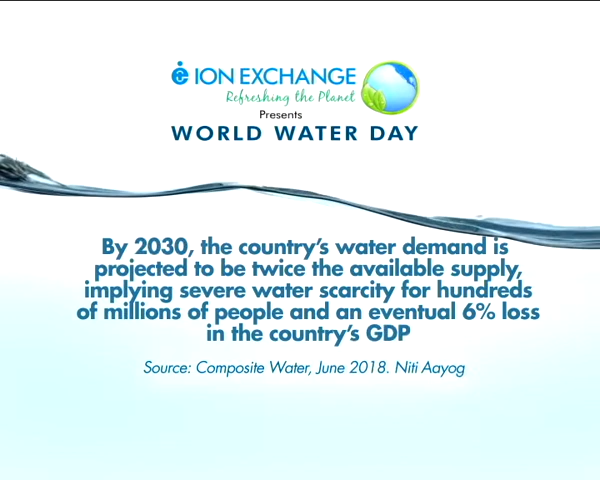 ION EXCHANGE
Refreshing the Planet
Presents
WORLD WATER DAY
By 2030, the country's water demand is
projected to be twice the available supply,
implying severe water scarcity for hundreds
of millions of people and an eventual 6% loss
in the country's GDP
Source: Composite Water, June 2018. Niti Aayog